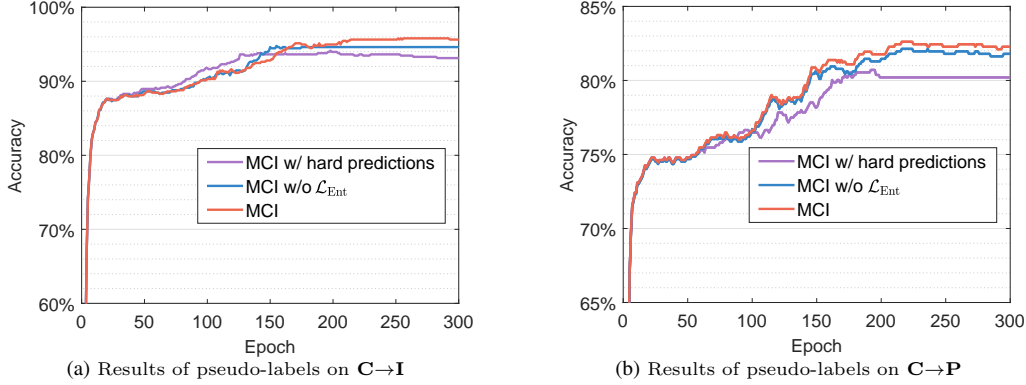 100%
90%
80%
70%
60%
Accuracy
MCI w/ hard predictions
MCI w/o ℒ_Ent
MCI
0 50 100 150 200 250 300
Epoch
(a) Results of pseudo-labels on C→I
85%
80%
75%
70%
65%
Accuracy
MCI w/ hard predictions
MCI w/o ℒ_Ent
MCI
0 50 100 150 200 250 300
Epoch
(b) Results of pseudo-labels on C→P